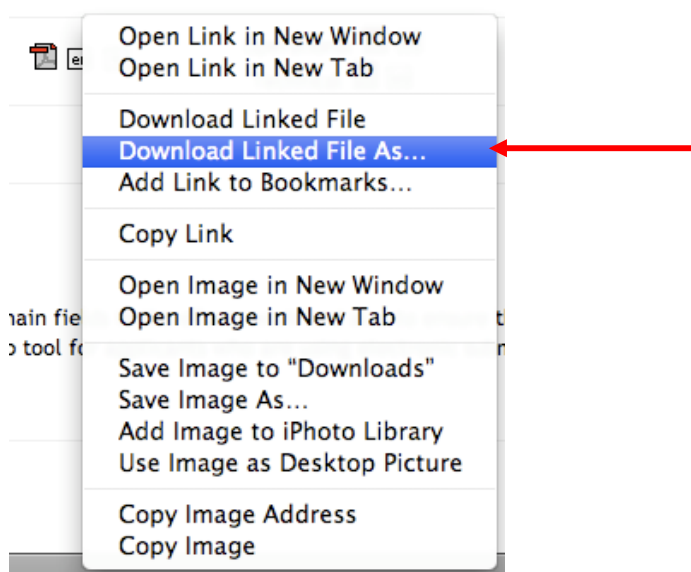 Open Link in New Window
Open Link in New Tab
Download Linked File
Download Linked File As...
Add Link to Bookmarks...
Copy Link
Open Image in New Window
Open Image in New Tab
Save Image to “Downloads”
Save Image As...
Add Image to iPhoto Library
Use Image as Desktop Picture
Copy Image Address
Copy Image